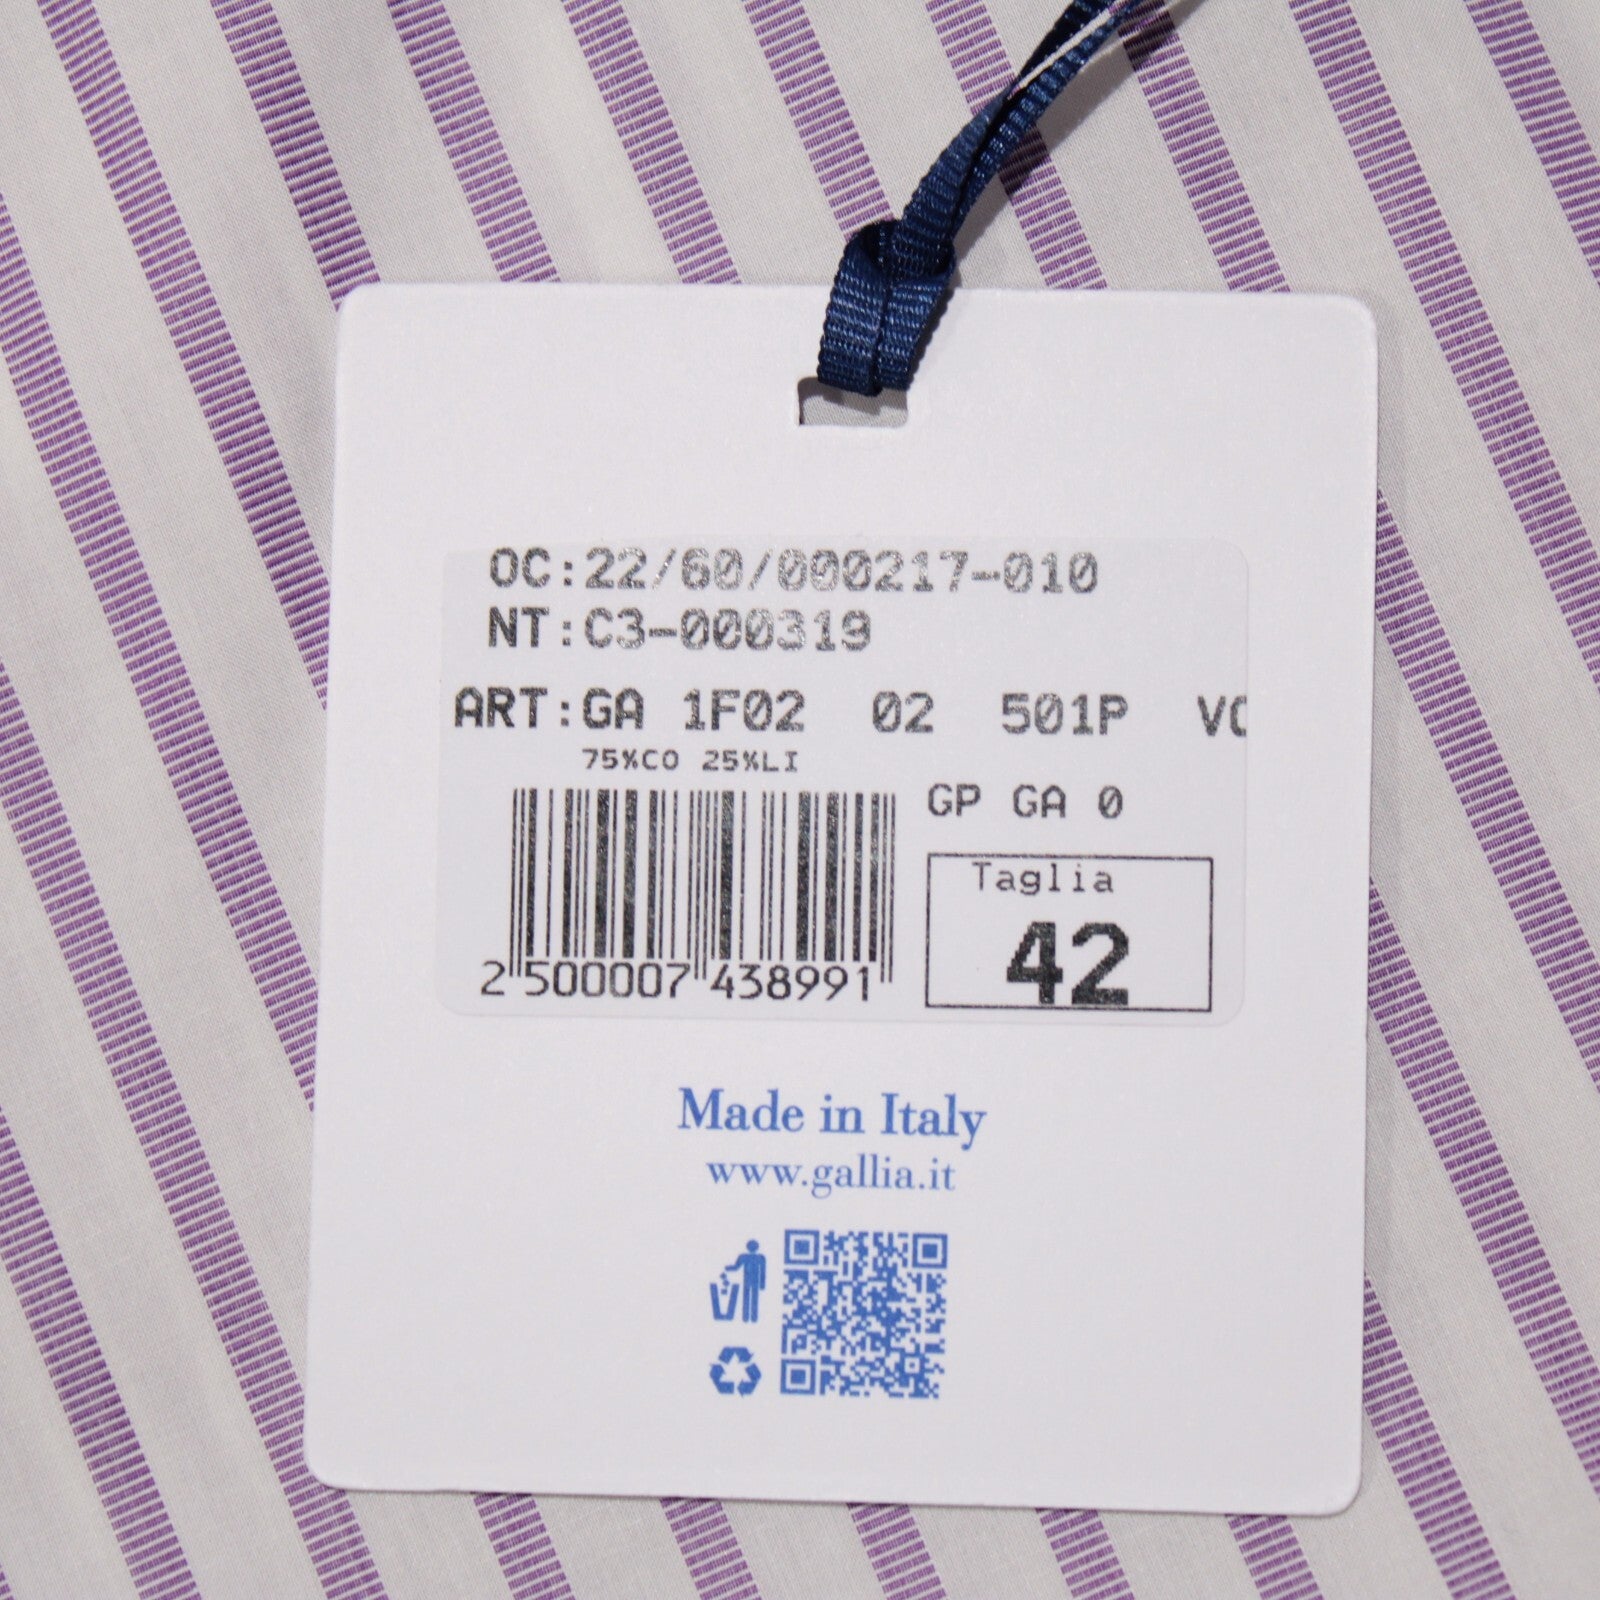 OC:22/60/000217-010
NT:C3-000319
ART:GA 1F02 02 501P
75%CO 25%LI
GP GA 0
Taglia
42
2 500007 438991
Made in Italy
www.gallia.it